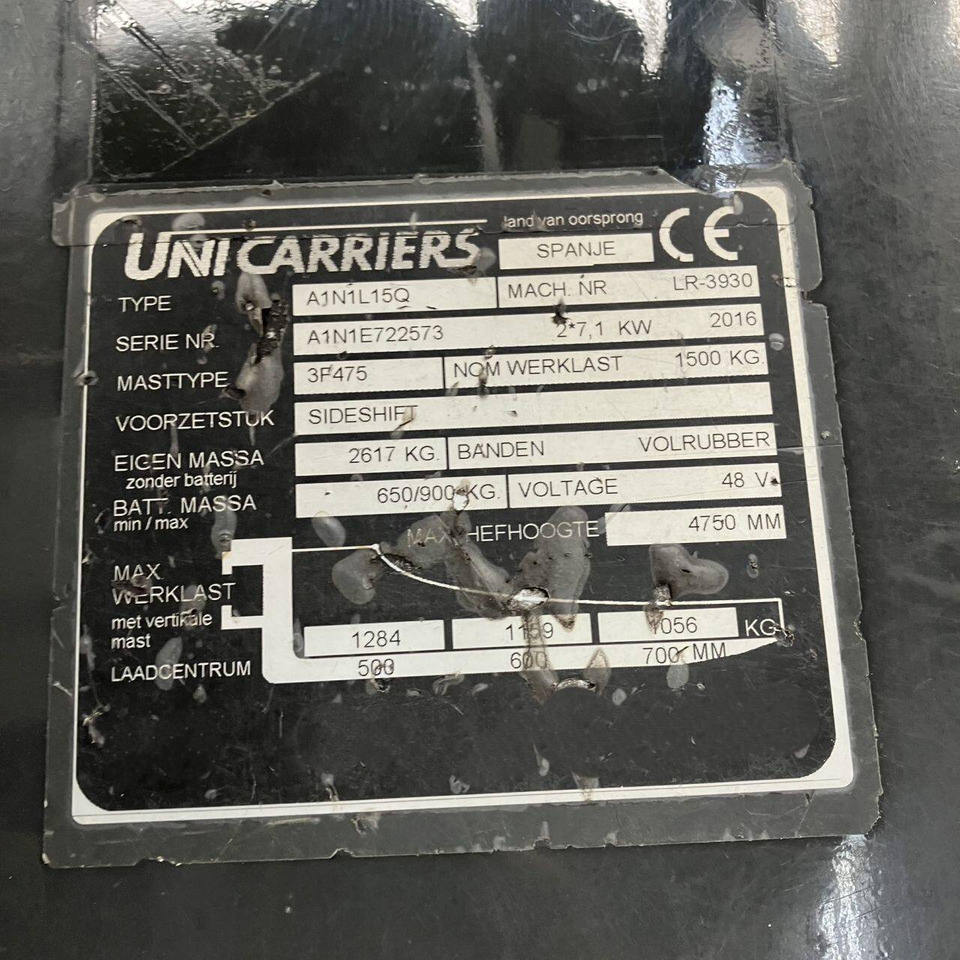 land van oorsprong
UNICARRIERS SPANJE CE
TYPE A1N1L15Q MACH. NR LR-3930
SERIE NR. A1N1E722573 2*7,1 KW 2016
MASTTYPE 3F475 NOM WERKLAST 1500 KG.
VOORZETSTUK SIDESHIFT
EIGEN MASSA 2617 KG. BANDEN VOLRUBBER
zonder batterij
BATT. MASSA 650/900 KG. VOLTAGE 48 V.
min / max
MAX. HEFHOOGTE 4750 MM
MAX.
WERKLAST
met vertikale
mast
1284 1056 KG
LAADCENTRUM 500 600 700 MM